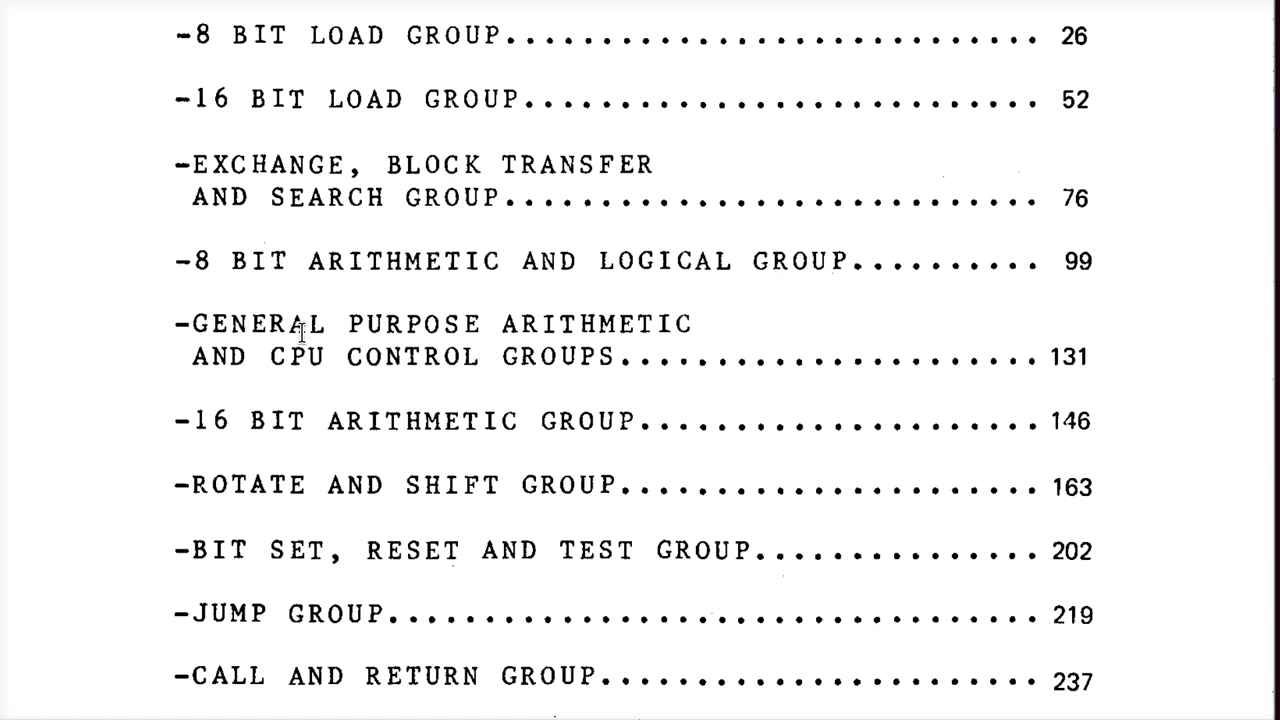 -8 BIT LOAD GROUP............................ 26
-16 BIT LOAD GROUP........................... 52
-EXCHANGE, BLOCK TRANSFER
AND SEARCH GROUP............................ 76
-8 BIT ARITHMETIC AND LOGICAL GROUP.......... 99
-GENERAL PURPOSE ARITHMETIC
AND CPU CONTROL GROUPS...................... 131
-16 BIT ARITHMETIC GROUP..................... 146
-ROTATE AND SHIFT GROUP...................... 163
-BIT SET, RESET AND TEST GROUP............... 202
-JUMP GROUP.................................. 219
-CALL AND RETURN GROUP....................... 237